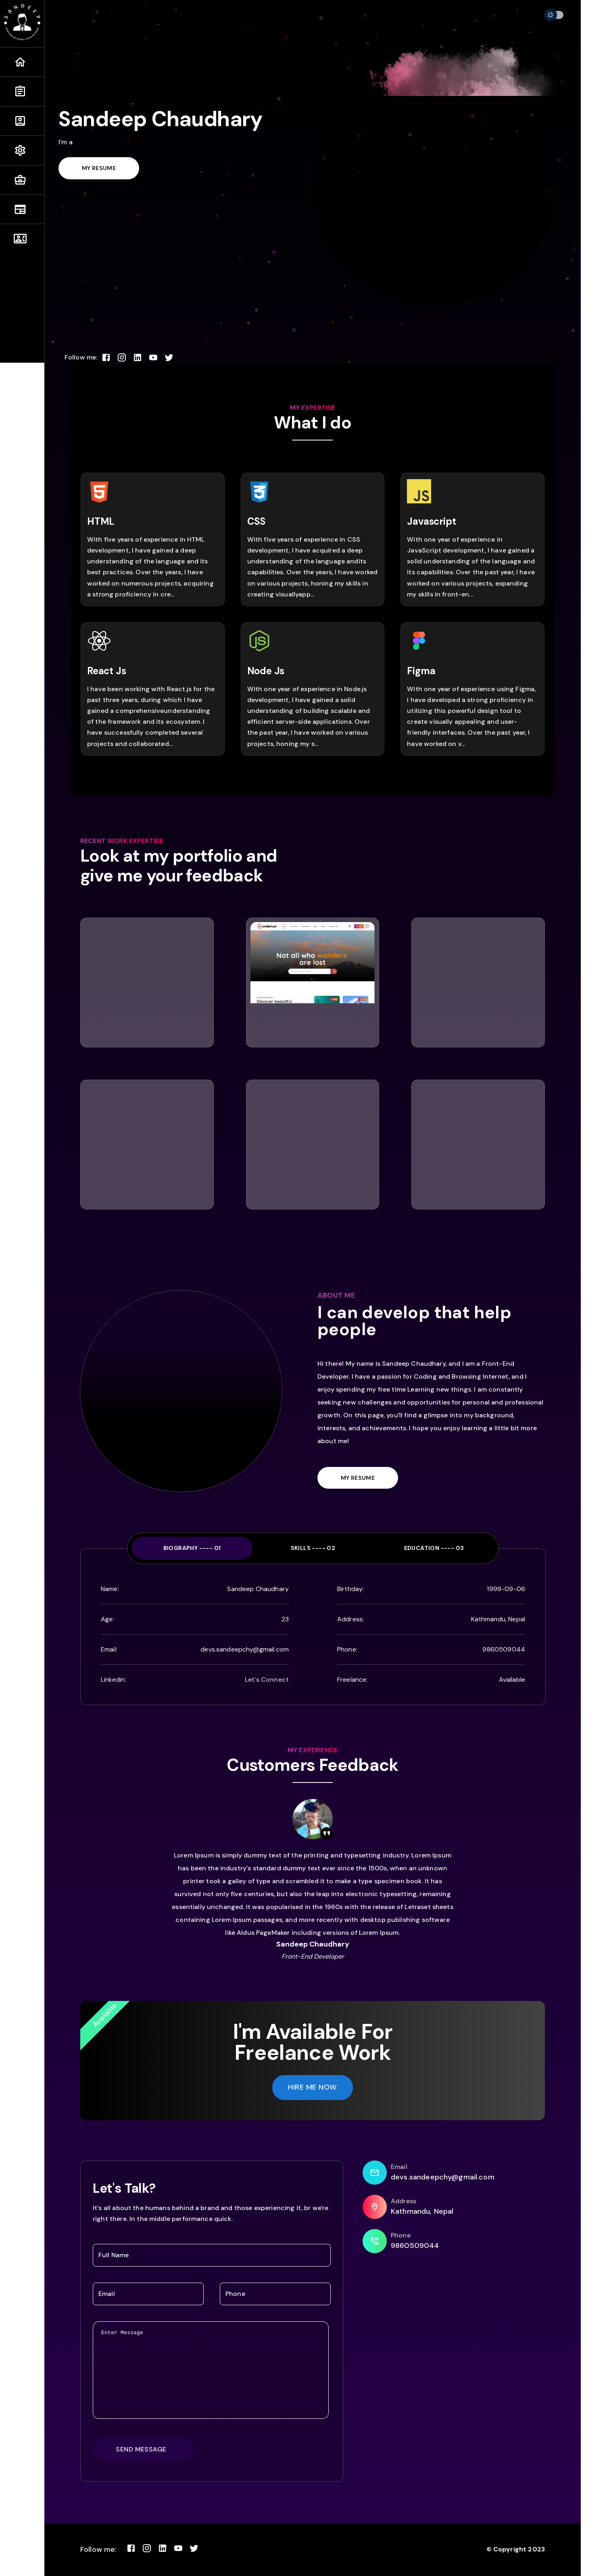 SANDEEP
Sandeep Chaudhary
I'm a
MY RESUME
Follow me:
MY EXPERTISE
What I do
HTML
With five years of experience in HTML
development, I have gained a deep
understanding of the language and its
best practices. Over the years, I have
worked on numerous projects, acquiring
a strong proficiency in cre...
CSS
With five years of experience in CSS
development, I have acquired a deep
understanding of the language andits
capabilities. Over the years, I have worked
on various projects, honing my skills in
creating visuallyapp...
JS
Javascript
With one year of experience in
JavaScript development, I have gained a
solid understanding of the language and
its capabilities. Over the past year, I have
worked on various projects, expanding
my skills in front-en...
React Js
I have been working with React.js for the
past three years, during which I have
gained a comprehensiveunderstanding
of the framework and its ecosystem. I
have successfully completed several
projects and collaborated...
Node Js
With one year of experience in Node.js
development, I have gained a solid
understanding of building scalable and
efficient server-side applications. Over
the past year, I have worked on various
projects, honing my s...
Figma
With one year of experience using Figma,
I have developed a strong proficiency in
utilizing this powerful design tool to
create visually appealing and user-
friendly interfaces. Over the past year, I
have worked on v...
RECENT WORK EXPERTISE
Look at my portfolio and
give me your feedback
Not all who wanders
are lost
Discover beautiful
ABOUT ME
I can develop that help
people
Hi there! My name is Sandeep Chaudhary, and I am a Front-End
Developer. I have a passion for Coding and Browsing Internet, and I
enjoy spending my free time Learning new things. I am constantly
seeking new challenges and opportunities for personal and professional
growth. On this page, you'll find a glimpse into my background,
interests, and achievements. I hope you enjoy learning a little bit more
about me!
MY RESUME
BIOGRAPHY ---- 01
SKILLS ---- 02
EDUCATION ---- 03
Name: Sandeep Chaudhary
Birthday: 1999-09-06
Age: 23
Address: Kathmandu, Nepal
Email: devs.sandeepchy@gmail.com
Phone: 9860509044
Linkedin: Let's Connect
Freelance: Available
MY EXPERIENCE
Customers Feedback
Lorem Ipsum is simply dummy text of the printing and typesetting industry. Lorem Ipsum
has been the industry's standard dummy text ever since the 1500s, when an unknown
printer took a galley of type and scrambled it to make a type specimen book. It has
survived not only five centuries, but also the leap into electronic typesetting, remaining
essentially unchanged. It was popularised in the 1960s with the release of Letraset sheets
containing Lorem Ipsum passages, and more recently with desktop publishing software
like Aldus PageMaker including versions of Lorem Ipsum.
Sandeep Chaudhary
Front-End Developer
Available
I'm Available For
Freelance Work
HIRE ME NOW
Let's Talk?
It's all about the humans behind a brand and those experiencing it, br we're
right there. In the middle performance quick.
Full Name
Email
Phone
Enter Message
SEND MESSAGE
Email
devs.sandeepchy@gmail.com
Address
Kathmandu, Nepal
Phone
9860509044
Follow me:
© Copyright 2023